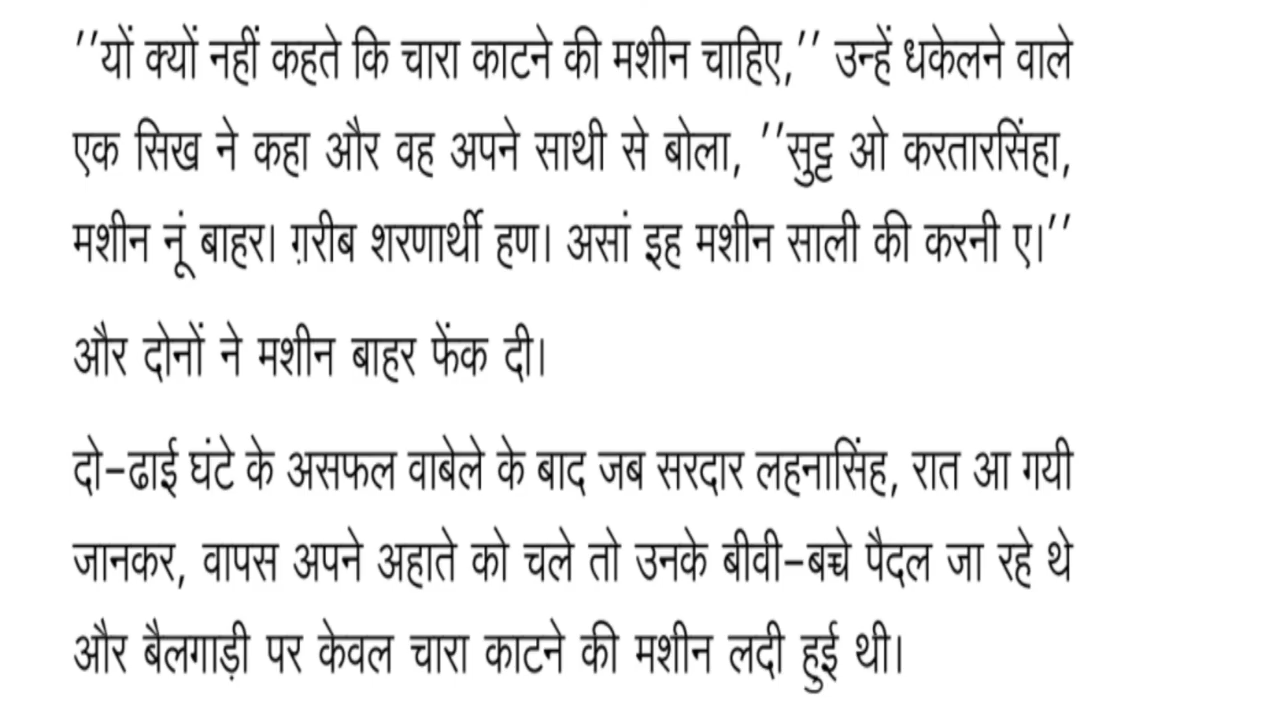 ’’यों क्यों नहीं कहते कि चारा काटने की मशीन चाहिए,’’ उन्हें धकेलने वाले
एक सिख ने कहा और वह अपने साथी से बोला, ’’सुट्ट ओ करतारसिंहा,
मशीन नूं बाहर। ग़रीब शरणार्थी हण। असां इह मशीन साली की करनी ए।’’
और दोनों ने मशीन बाहर फेंक दी।
दो-ढाई घंटे के असफल वाबेले के बाद जब सरदार लहनासिंह, रात आ गयी
जानकर, वापस अपने अहाते को चले तो उनके बीवी-बच्चे पैदल जा रहे थे
और बैलगाड़ी पर केवल चारा काटने की मशीन लदी हुई थी।